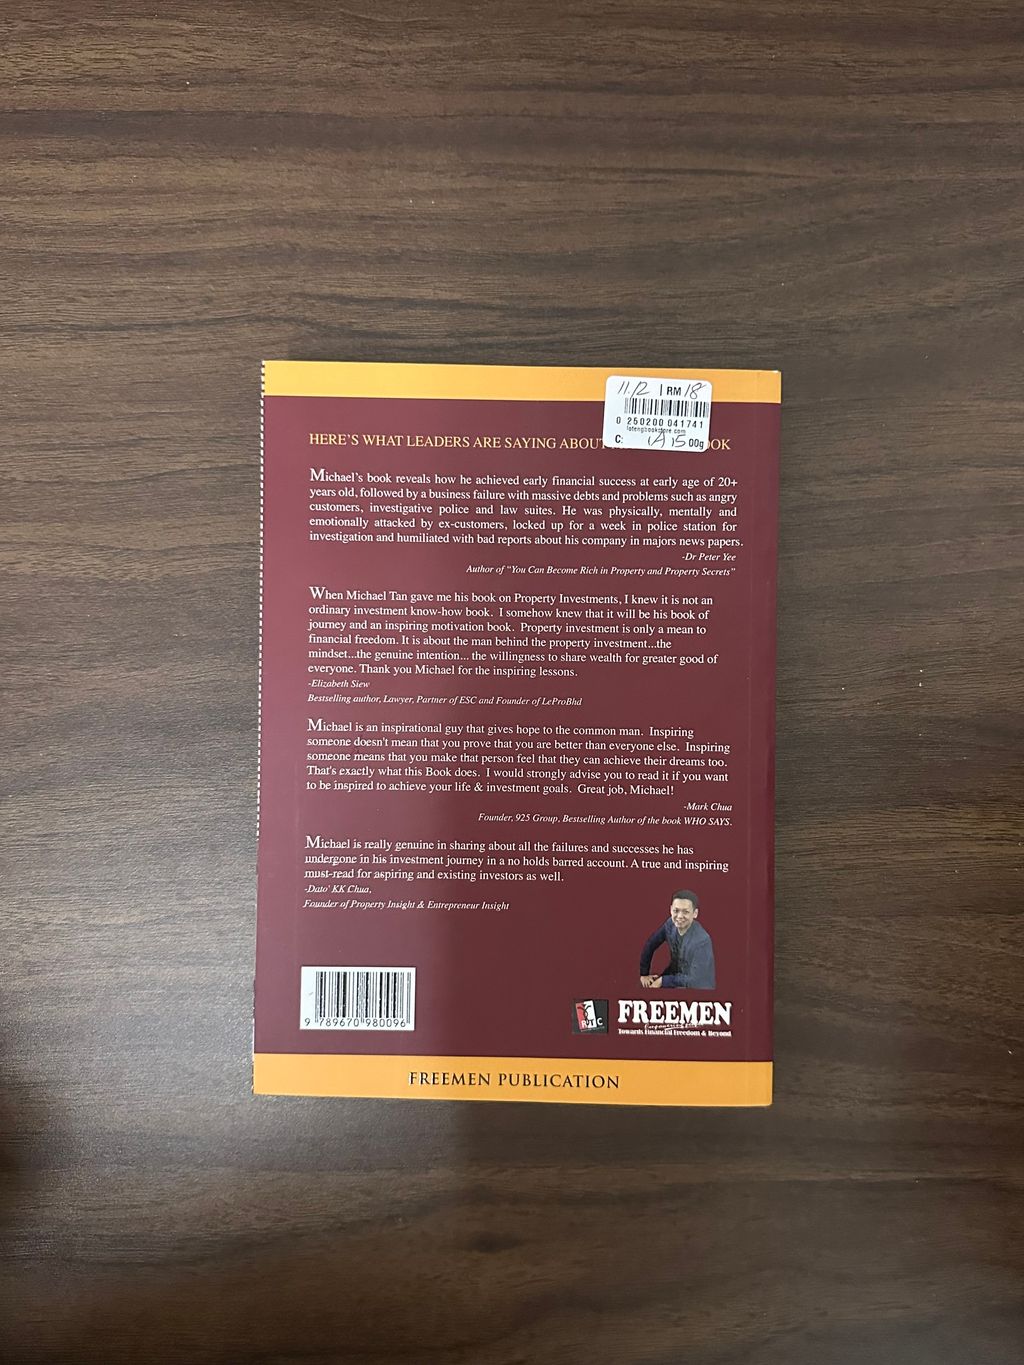 11.12 RM 18
0 250200 041741
lotengbookstore.com
C: 1A 15 00g
HERE'S WHAT LEADERS ARE SAYING ABOUT OOK
Michael's book reveals how he achieved early financial success at early age of 20+
years old, followed by a business failure with massive debts and problems such as angry
customers, investigative police and law suites. He was physically, mentally and
emotionally attacked by ex-customers, locked up for a week in police station for
investigation and humiliated with bad reports about his company in majors news papers.
-Dr Peter Yee
Author of "You Can Become Rich in Property and Property Secrets"
When Michael Tan gave me his book on Property Investments, I knew it is not an
ordinary investment know-how book. I somehow knew that it will be his book of
journey and an inspiring motivation book. Property investment is only a mean to
financial freedom. It is about the man behind the property investment...the
mindset...the genuine intention... the willingness to share wealth for greater good of
everyone. Thank you Michael for the inspiring lessons.
-Elizabeth Siew
Bestselling author, Lawyer, Partner of ESC and Founder of LeProBhd
Michael is an inspirational guy that gives hope to the common man. Inspiring
someone doesn't mean that you prove that you are better than everyone else. Inspiring
someone means that you make that person feel that they can achieve their dreams too.
That's exactly what this Book does. I would strongly advise you to read it if you want
to be inspired to achieve your life & investment goals. Great job, Michael!
-Mark Chua
Founder, 925 Group, Bestselling Author of the book WHO SAYS.
Michael is really genuine in sharing about all the failures and successes he has
undergone in his investment journey in a no holds barred account. A true and inspiring
must-read for aspiring and existing investors as well.
-Dato' KK Chua,
Founder of Property Insight & Entrepreneur Insight
9 789670 980096
FREEMEN
Towards Financial Freedom & Beyond
FREEMEN PUBLICATION